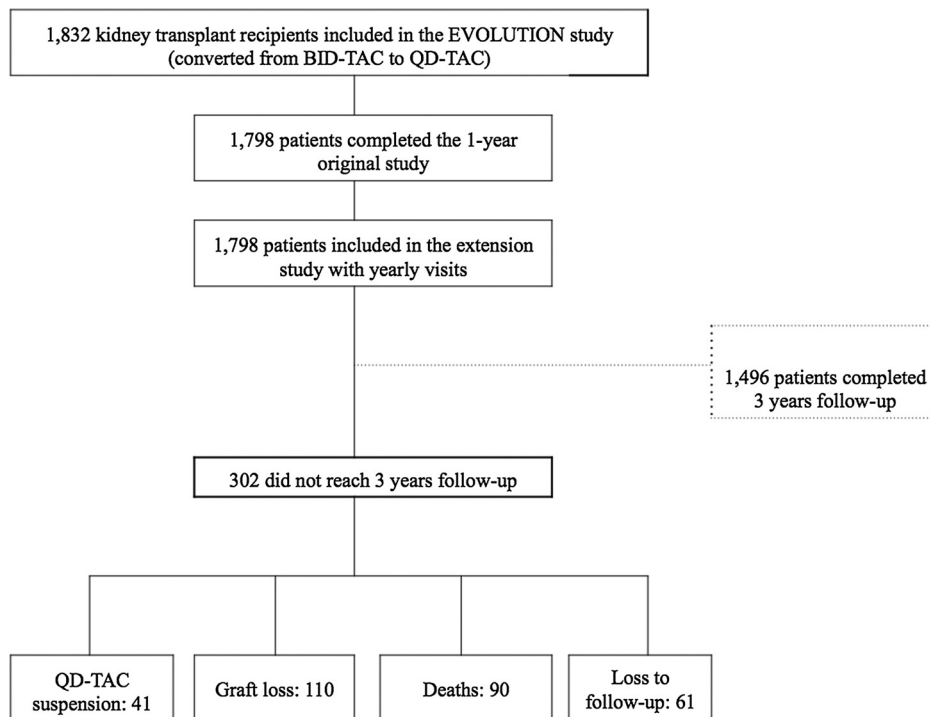 1,832 kidney transplant recipients included in the EVOLUTION study
(converted from BID-TAC to QD-TAC)
1,798 patients completed the 1-year
original study
1,798 patients included in the extension
study with yearly visits
1,496 patients completed
3 years follow-up
302 did not reach 3 years follow-up
QD-TAC
suspension: 41
Graft loss: 110
Deaths: 90
Loss to
follow-up: 61